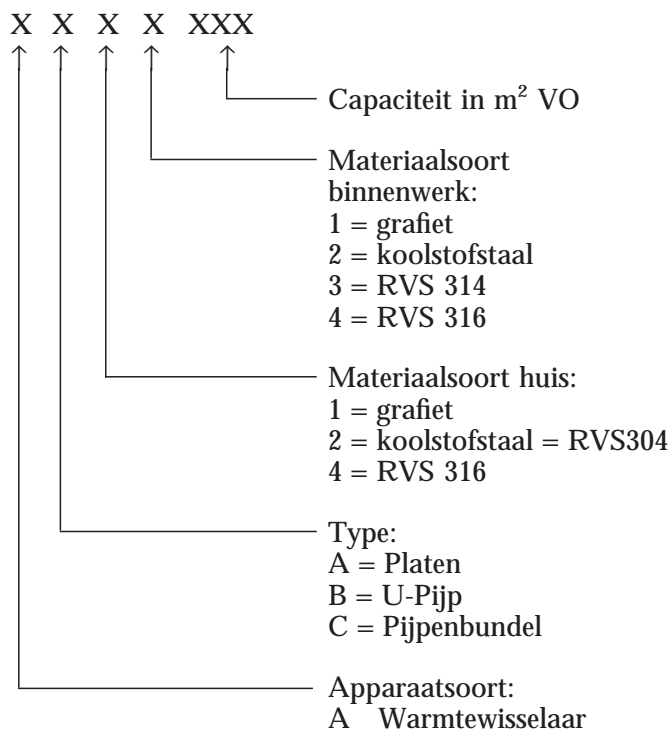 X X X X XXX
Capaciteit in m² VO
Materiaalsoort
binnenwerk:
1 = grafiet
2 = koolstofstaal
3 = RVS 314
4 = RVS 316
Materiaalsoort huis:
1 = grafiet
2 = koolstofstaal = RVS304
4 = RVS 316
Type:
A = Platen
B = U-Pijp
C = Pijpenbundel
Apparaatsoort:
A Warmtewisselaar